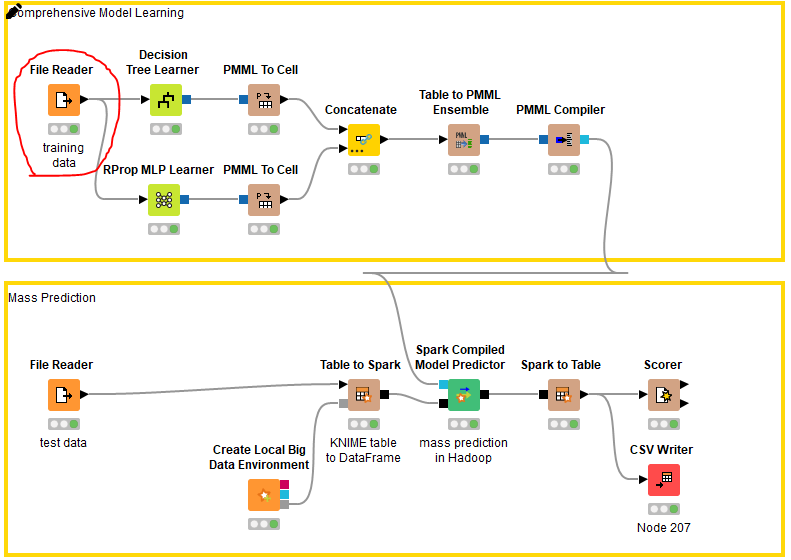 omprehensive Model Learning
File Reader
training
data
Decision
Tree Learner
PMML To Cell
RProp MLP Learner
PMML To Cell
Concatenate
Table to PMML
Ensemble
PMML
PMML Compiler
Mass Prediction
File Reader
test data
Table to Spark
KNIME table
to DataFrame
Create Local Big
Data Environment
Spark Compiled
Model Predictor
mass prediction
in Hadoop
Spark to Table
Scorer
CSV Writer
Node 207